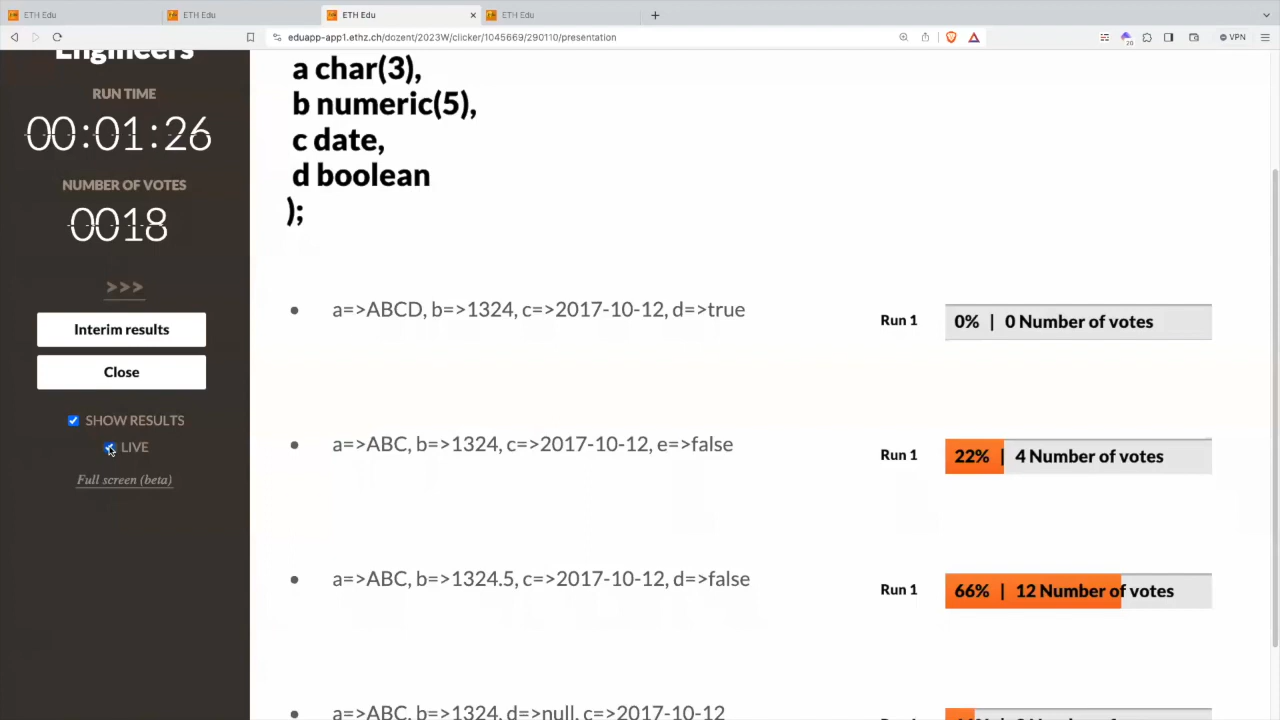 ETH Edu
ETH Edu
ETH Edu
ETH Edu
eduapp-app1.ethz.ch/dozent/2023W/clicker/1045669/290110/presentation
20
VPN
Engineers
RUN TIME
00:01:26
NUMBER OF VOTES
0018
>>>
Interim results
Close
SHOW RESULTS
LIVE
Full screen (beta)
a char(3),
b numeric(5),
c date,
d boolean
);
a=>ABCD, b=>1324, c=>2017-10-12, d=>true
Run 1
0% | 0 Number of votes
a=>ABC, b=>1324, c=>2017-10-12, e=>false
Run 1
22% | 4 Number of votes
a=>ABC, b=>1324.5, c=>2017-10-12, d=>false
Run 1
66% | 12 Number of votes
a=>ABC, b=>1324, d=>null, c=>2017-10-12